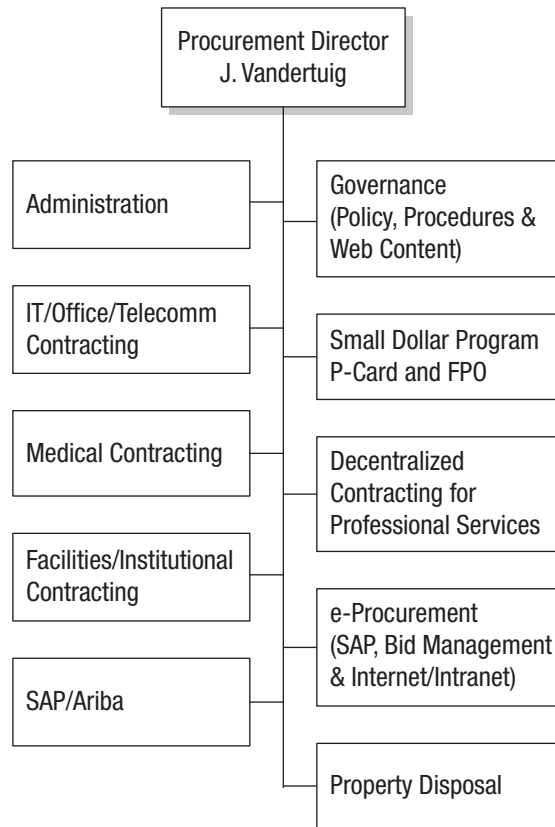 Procurement Director
J. Vandertuig
Administration
IT/Office/Telecomm
Contracting
Medical Contracting
Facilities/Institutional
Contracting
SAP/Ariba
Governance
(Policy, Procedures &
Web Content)
Small Dollar Program
P-Card and FPO
Decentralized
Contracting for
Professional Services
e-Procurement
(SAP, Bid Management
& Internet/Intranet)
Property Disposal